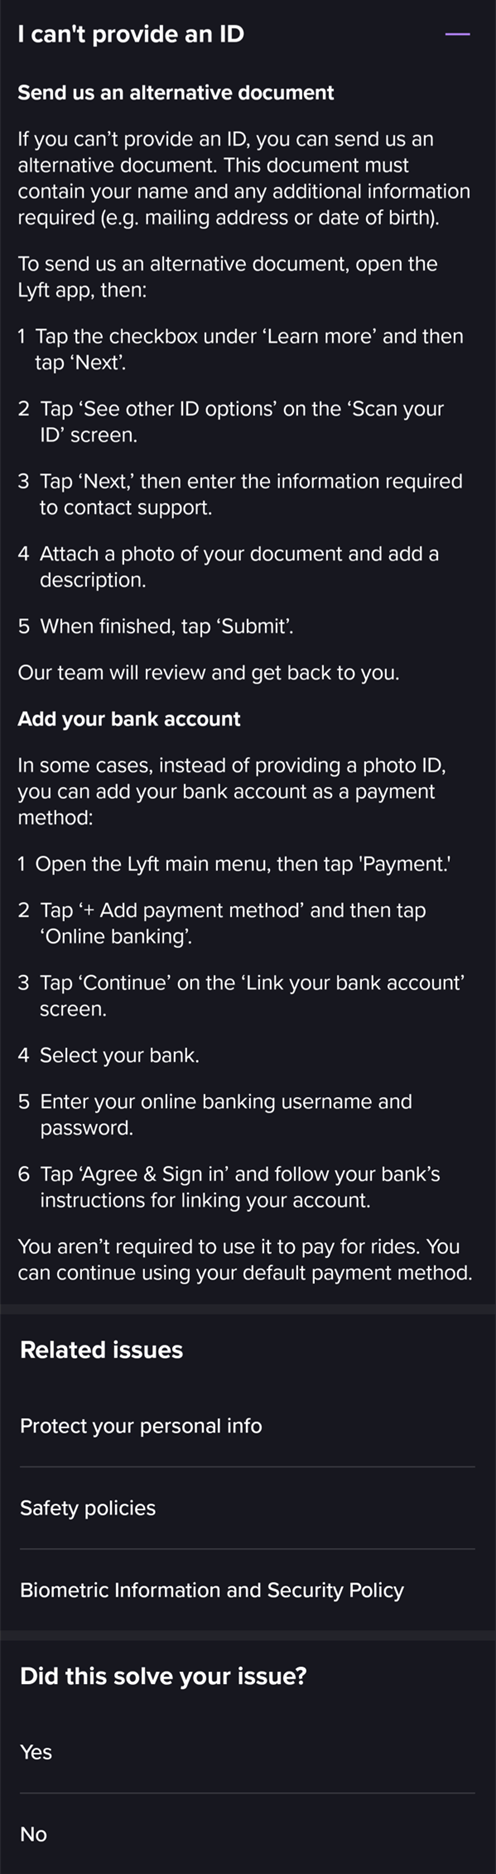 I can't provide an ID
Send us an alternative document
If you can’t provide an ID, you can send us an
alternative document. This document must
contain your name and any additional information
required (e.g. mailing address or date of birth).
To send us an alternative document, open the
Lyft app, then:
1 Tap the checkbox under ‘Learn more’ and then
tap ‘Next’.
2 Tap ‘See other ID options’ on the ‘Scan your
ID’ screen.
3 Tap ‘Next,’ then enter the information required
to contact support.
4 Attach a photo of your document and add a
description.
5 When finished, tap ‘Submit’.
Our team will review and get back to you.
Add your bank account
In some cases, instead of providing a photo ID,
you can add your bank account as a payment
method:
1 Open the Lyft main menu, then tap 'Payment.'
2 Tap ‘+ Add payment method’ and then tap
‘Online banking’.
3 Tap ‘Continue’ on the ‘Link your bank account’
screen.
4 Select your bank.
5 Enter your online banking username and
password.
6 Tap ‘Agree & Sign in’ and follow your bank’s
instructions for linking your account.
You aren’t required to use it to pay for rides. You
can continue using your default payment method.
Related issues
Protect your personal info
Safety policies
Biometric Information and Security Policy
Did this solve your issue?
Yes
No